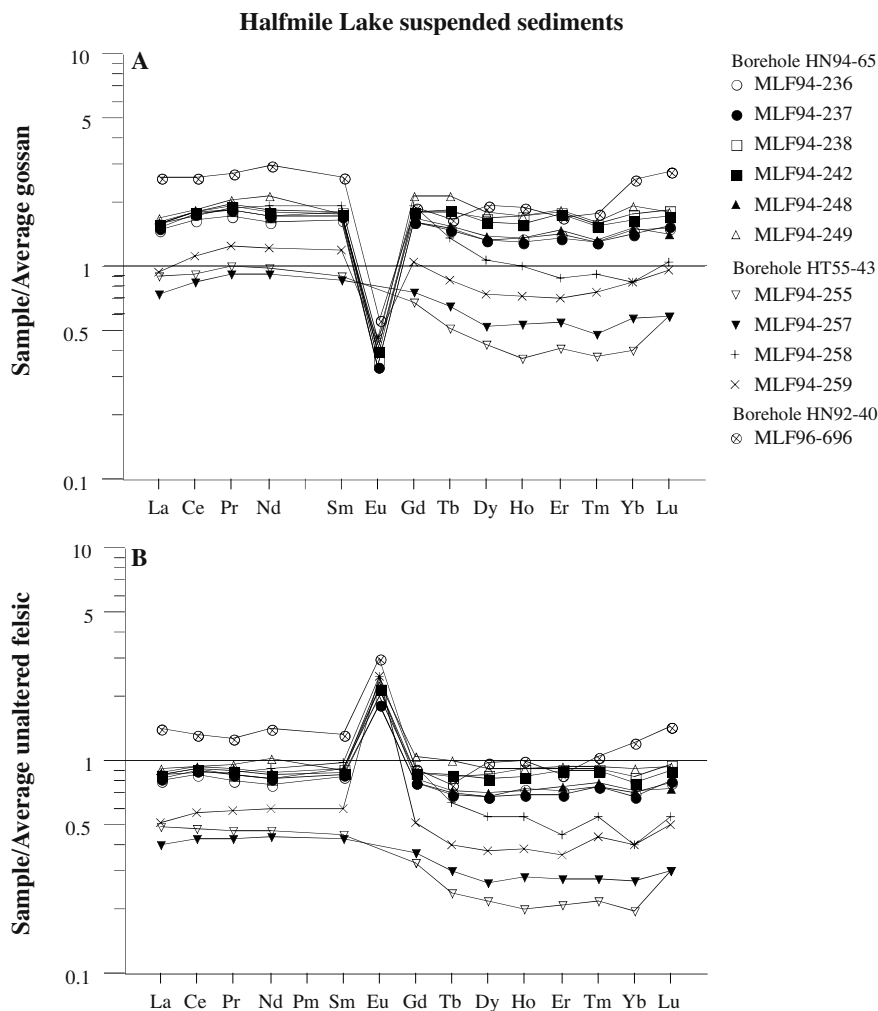 Halfmile Lake suspended sediments
A
Sample/Average gossan
10
5
1
0.5
0.1
La Ce Pr Nd Sm Eu Gd Tb Dy Ho Er Tm Yb Lu
Borehole HN94-65
MLF94-236
MLF94-237
MLF94-238
MLF94-242
MLF94-248
MLF94-249
Borehole HT55-43
MLF94-255
MLF94-257
MLF94-258
MLF94-259
Borehole HN92-40
MLF96-696
B
Sample/Average unaltered felsic
10
5
1
0.5
0.1
La Ce Pr Nd Pm Sm Eu Gd Tb Dy Ho Er Tm Yb Lu